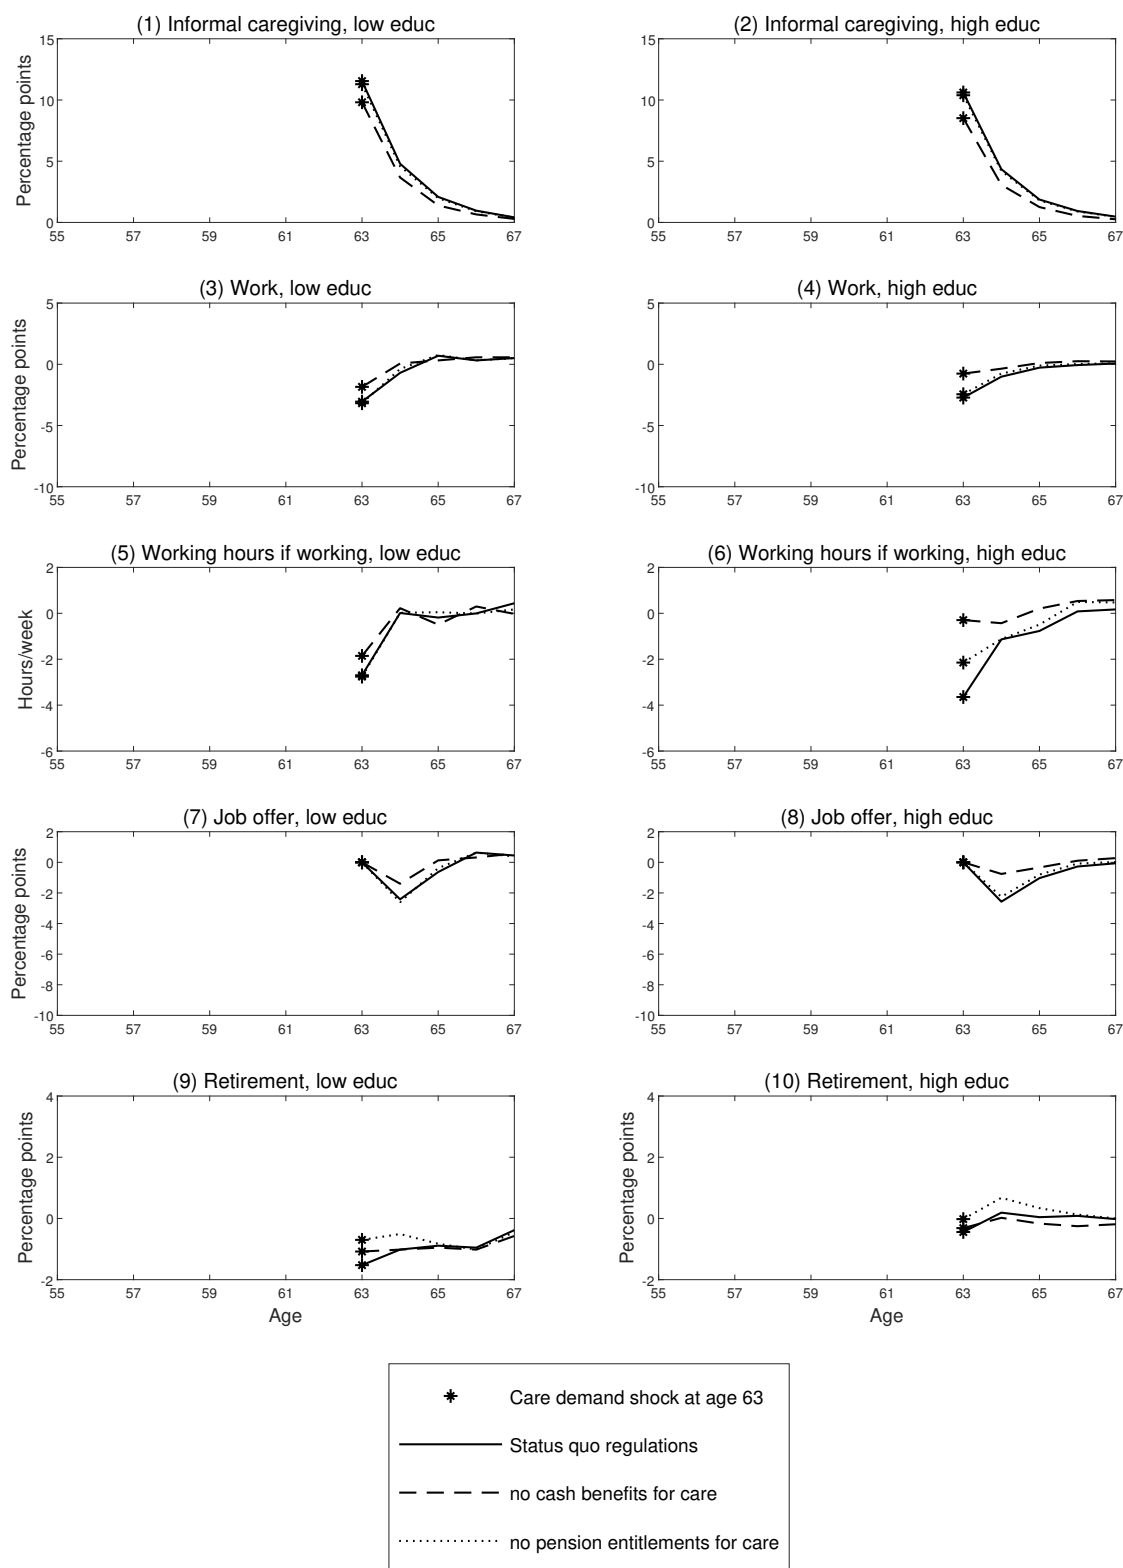 (1) Informal caregiving, low educ
(2) Informal caregiving, high educ
Percentage points
15
10
5
0
55 57 59 61 63 65 67
15
10
5
0
55 57 59 61 63 65 67
(3) Work, low educ
(4) Work, high educ
Percentage points
5
0
-5
-10
55 57 59 61 63 65 67
5
0
-5
-10
55 57 59 61 63 65 67
(5) Working hours if working, low educ
(6) Working hours if working, high educ
Hours/week
2
0
-2
-4
-6
55 57 59 61 63 65 67
2
0
-2
-4
-6
55 57 59 61 63 65 67
(7) Job offer, low educ
(8) Job offer, high educ
Percentage points
2
0
-2
-4
-6
-8
-10
55 57 59 61 63 65 67
2
0
-2
-4
-6
-8
-10
55 57 59 61 63 65 67
(9) Retirement, low educ
(10) Retirement, high educ
Percentage points
4
2
0
-2
55 57 59 61 63 65 67
Age
Percentage points
4
2
0
-2
55 57 59 61 63 65 67
Age
Care demand shock at age 63
Status quo regulations
no cash benefits for care
no pension entitlements for care